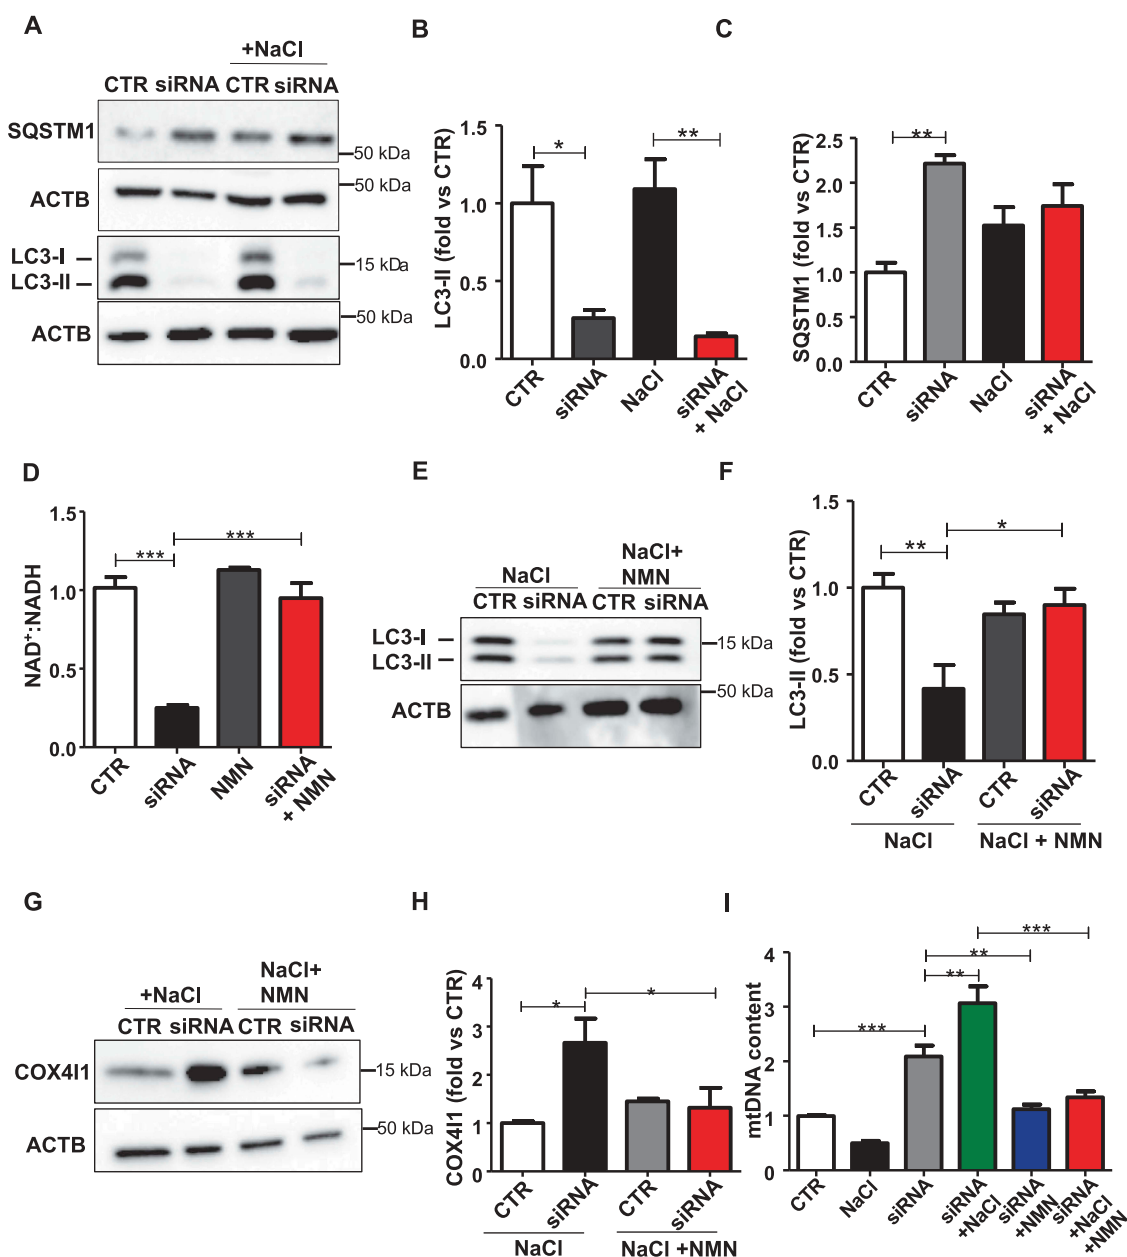 A
+NaCl
CTR siRNA CTR siRNA
SQSTM1
50 kDa
50 kDa
ACTB
LC3-I
15 kDa
LC3-II
50 kDa
ACTB
B
LC3-II (fold vs CTR)
1.5
1.0
0.5
0.0
*
**
CTR
siRNA
NaCl
siRNA
+ NaCl
C
SQSTM1 (fold vs CTR)
2.5
2.0
1.5
1.0
0.5
0.0
**
CTR
siRNA
NaCl
siRNA
+ NaCl
D
NAD⁺:NADH
1.5
1.0
0.5
0.0
***
***
CTR
siRNA
NMN
siRNA
+ NMN
E
NaCl
NaCl+
NMN
CTR siRNA CTR siRNA
LC3-I
15 kDa
LC3-II
50 kDa
ACTB
F
LC3-II (fold vs CTR)
1.5
1.0
0.5
0.0
**
*
CTR
siRNA
CTR
siRNA
NaCl
NaCl + NMN
G
+NaCl
NaCl+
NMN
CTR siRNA CTR siRNA
COX4I1
15 kDa
50 kDa
ACTB
H
COX4I1 (fold vs CTR)
4
3
2
1
0
*
*
CTR
siRNA
CTR
siRNA
NaCl
NaCl +NMN
I
mtDNA content
4
3
2
1
0
***
**
**
***
CTR
NaCl
siRNA
siRNA
+NaCl
siRNA
+NMN
siRNA
+NaCl
+NMN